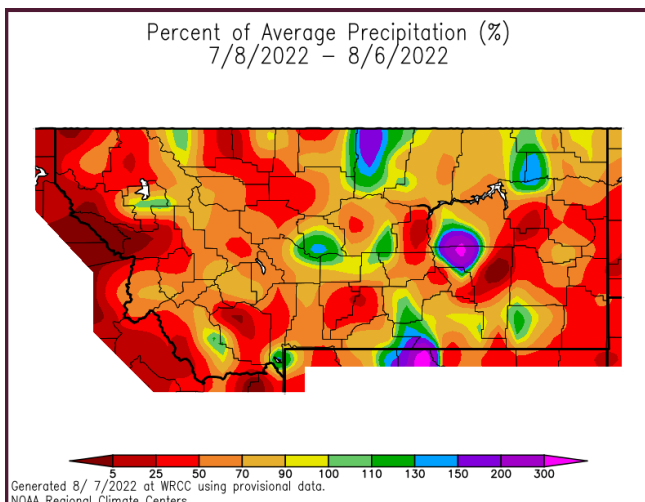 Percent of Average Precipitation (%)
7/8/2022 – 8/6/2022
5 25 50 70 90 100 110 130 150 200 300
Generated 8/ 7/2022 at WRCC using provisional data.
NOAA Regional Climate Centers